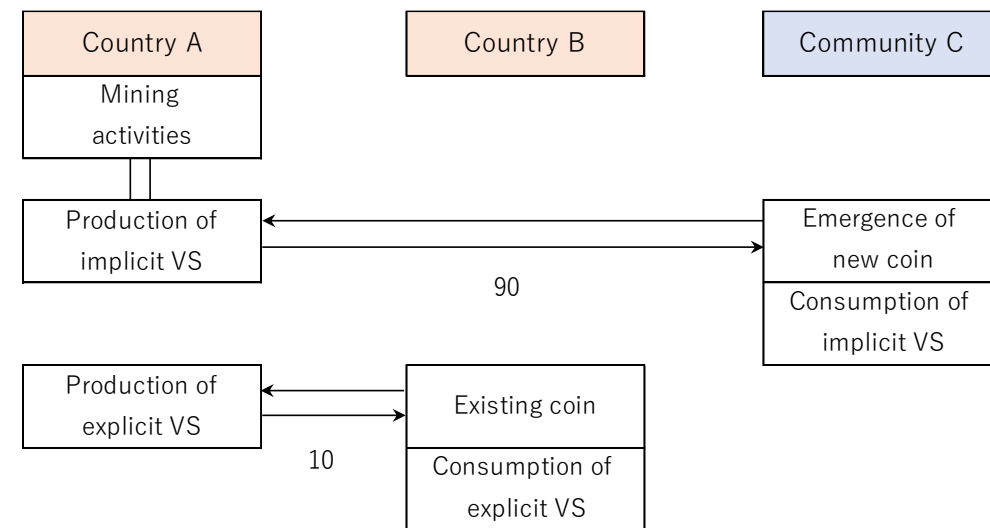 Country A
Country B
Community C
Mining
activities
Production of
implicit VS
Emergence of
new coin
90
Consumption of
implicit VS
Production of
explicit VS
Existing coin
10
Consumption of
explicit VS